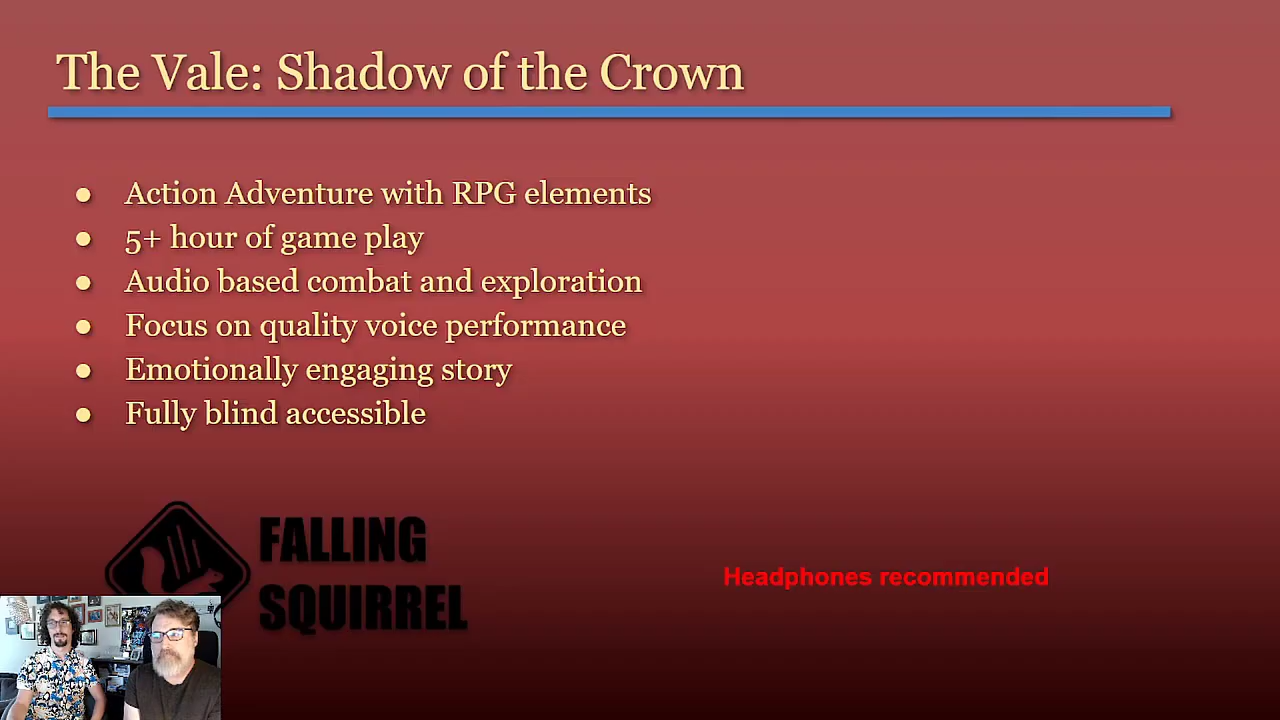 The Vale: Shadow of the Crown
● Action Adventure with RPG elements
● 5+ hour of game play
● Audio based combat and exploration
● Focus on quality voice performance
● Emotionally engaging story
● Fully blind accessible
FALLING
SQUIRREL
Headphones recommended